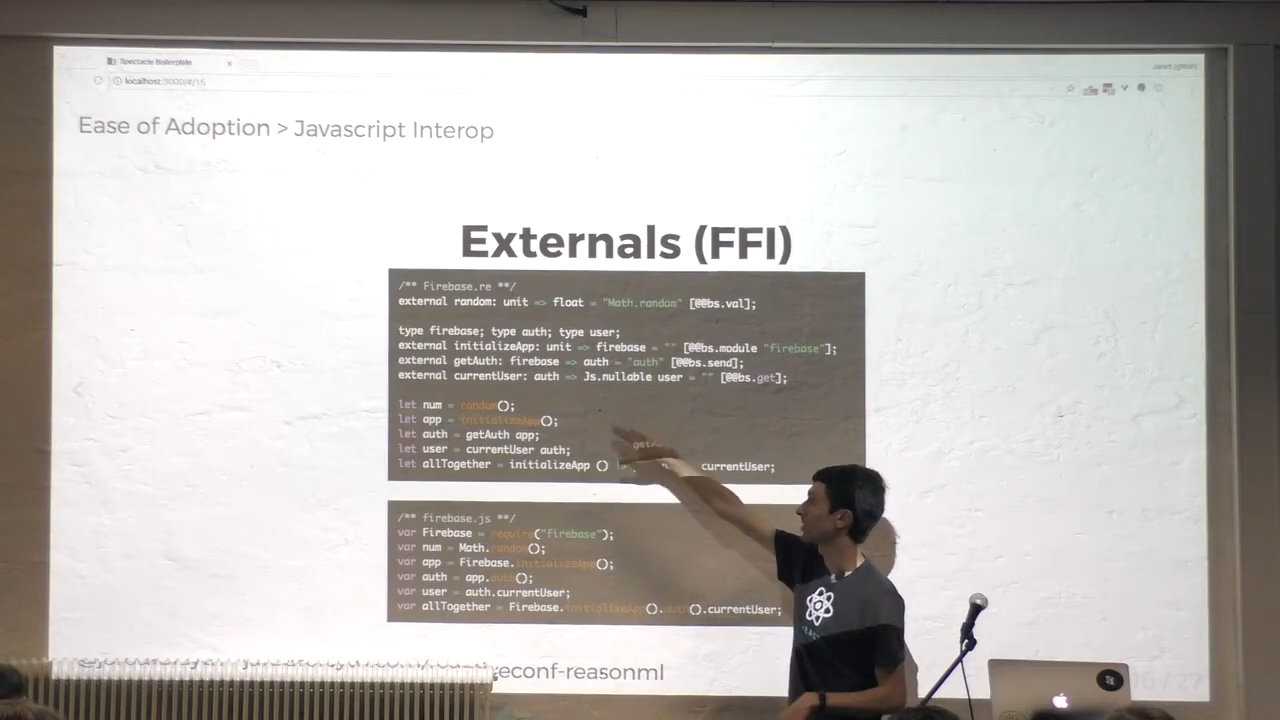 Spectacle Boilerplate
localhost:3000/#/16
Ease of Adoption > Javascript Interop
Externals (FFI)
/** Firebase.re **/
external random: unit => float = "Math.random" [@@bs.val];
type firebase; type auth; type user;
external initializeApp: unit => firebase = "" [@@bs.module "firebase"];
external getAuth: firebase => auth = "auth" [@@bs.send];
external currentUser: auth => Js.nullable user = "" [@@bs.get];
let num = random();
let app = initializeApp();
let auth = getAuth app;
let user = currentUser auth;
let allTogether = initializeApp () currentUser;
/** firebase.js **/
var Firebase = require("firebase");
var num = Math.random();
var app = Firebase.initializeApp();
var auth = app.auth();
var user = auth.currentUser;
var allTogether = Firebase.initializeApp().auth().currentUser;
econf-reasonml
16 / 27